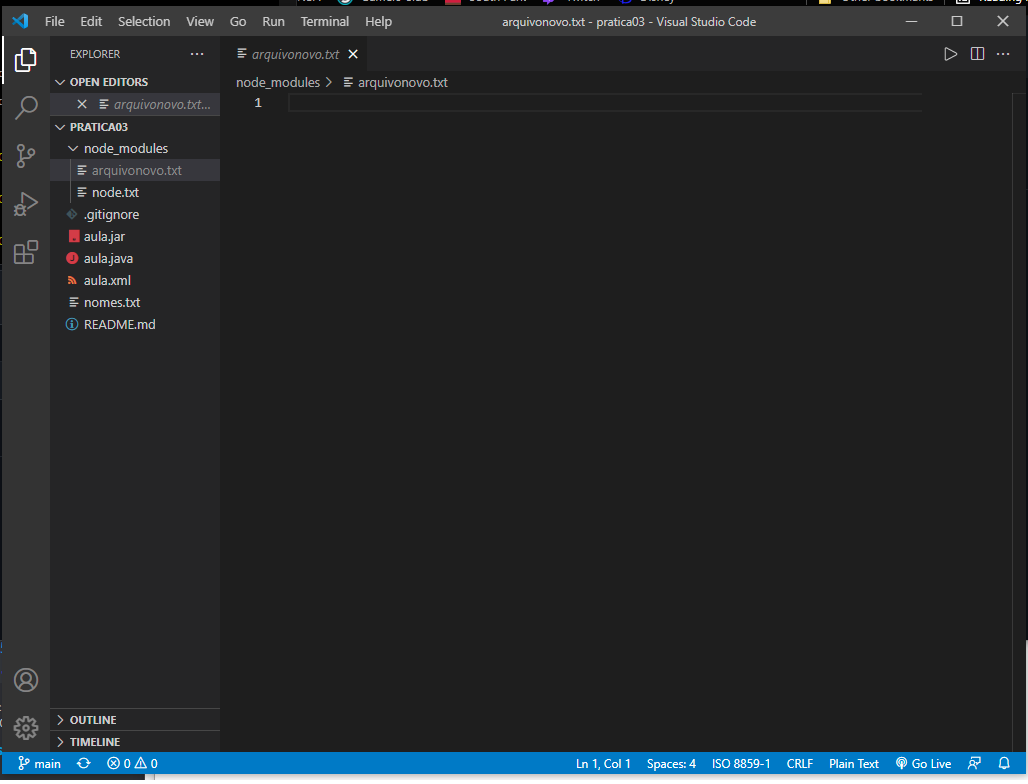 File Edit Selection View Go Run Terminal Help
arquivonovo.txt - pratica03 - Visual Studio Code
EXPLORER
arquivonovo.txt
OPEN EDITORS
arquivonovo.txt...
PRATICA03
node_modules
arquivonovo.txt
node.txt
.gitignore
aula.jar
aula.java
aula.xml
nomes.txt
README.md
OUTLINE
TIMELINE
node_modules > arquivonovo.txt
1
main 0 0 Ln 1, Col 1 Spaces: 4 ISO 8859-1 CRLF Plain Text Go Live